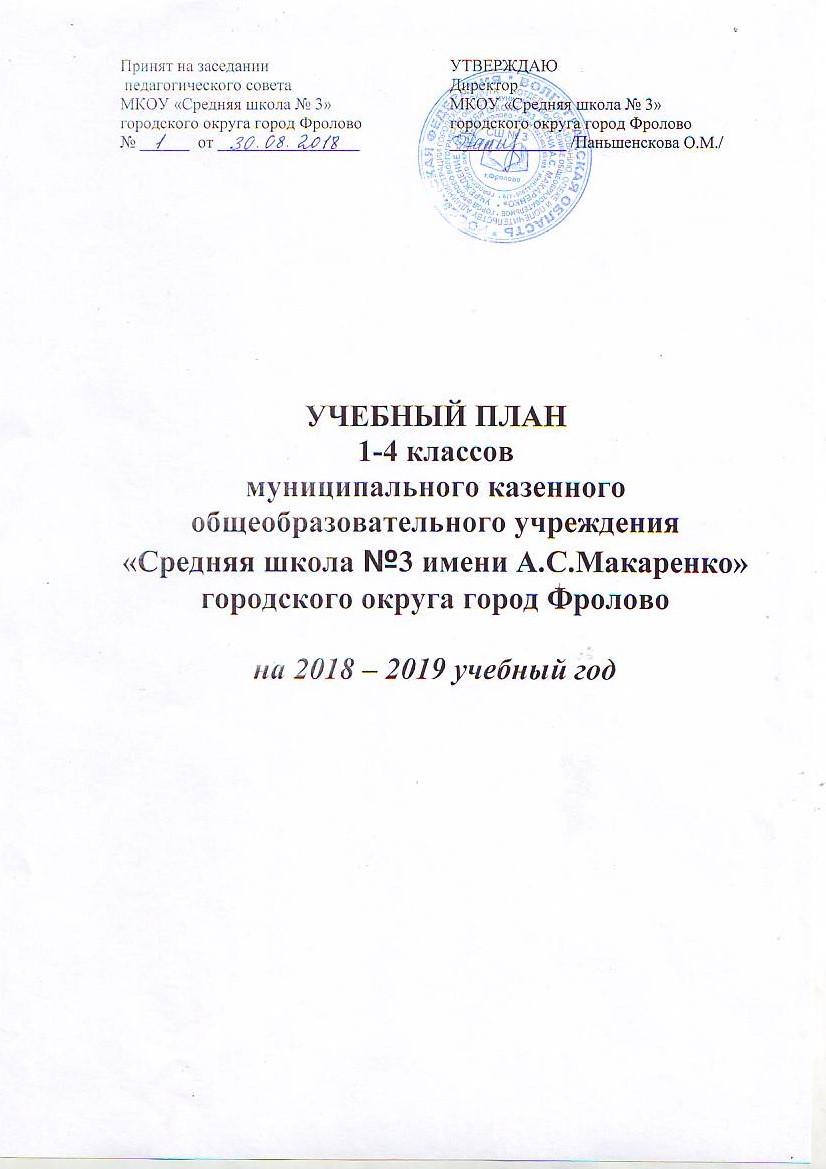 Принят на заседании
педагогического совета
МКОУ «Средняя школа № 3»
городского округа город Фролово
№ 1 от 30.08.2018
УТВЕРЖДАЮ
Директор
МКОУ «Средняя школа № 3»
городского округа город Фролово
/Паньшенскова О.М./
УЧЕБНЫЙ ПЛАН
1-4 классов
муниципального казенного
общеобразовательного учреждения
«Средняя школа №3 имени А.С.Макаренко»
городского округа город Фролово
на 2018 – 2019 учебный год